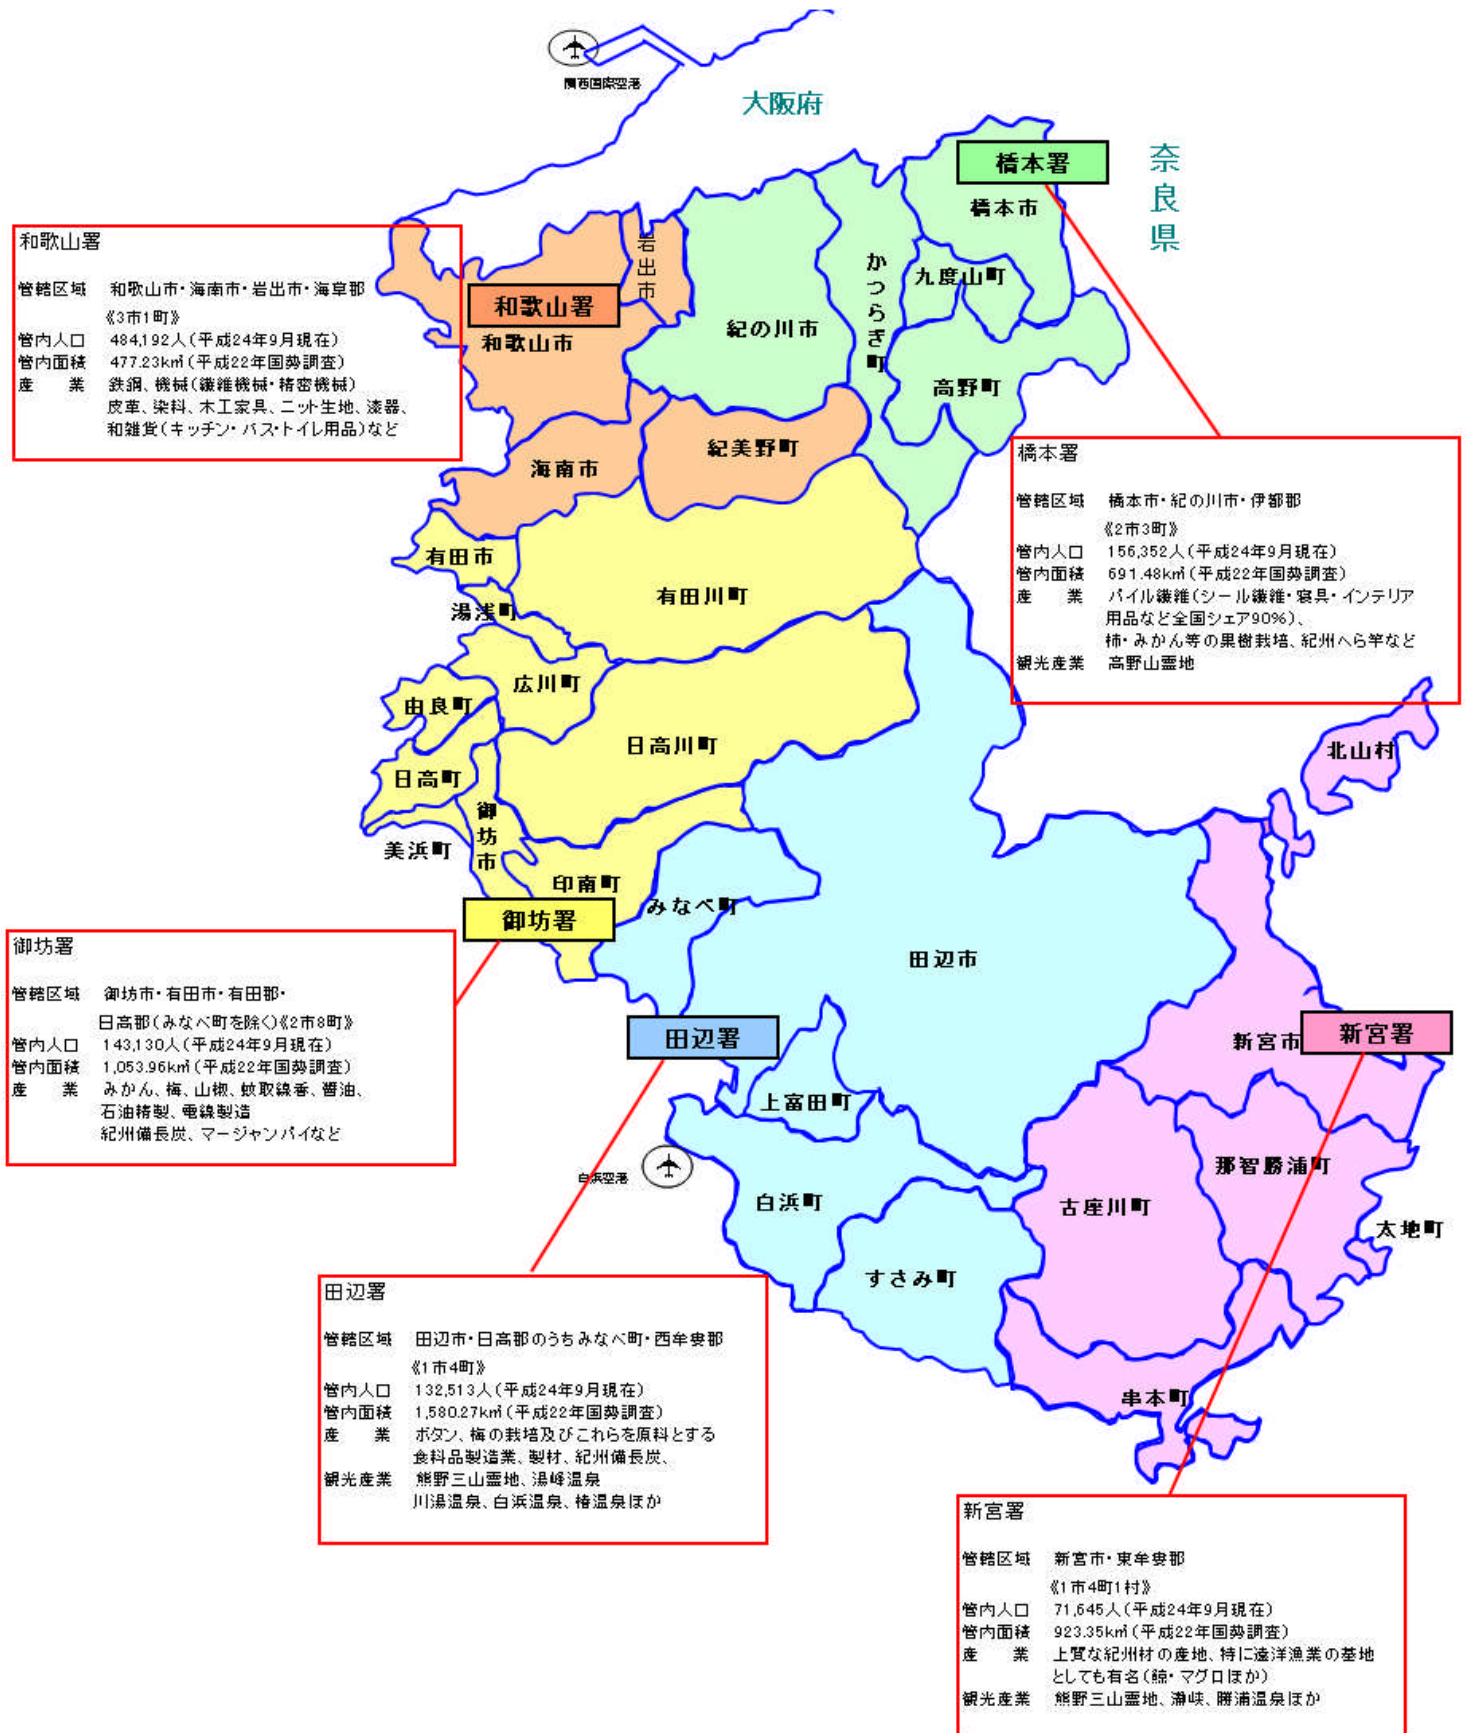 関西国際空港
大阪府
奈良県
橋本署
橋本市
岩出市
和歌山署
和歌山市
紀の川市
かつらぎ町
九度山町
高野町
海南市
紀美野町
有田市
有田川町
湯浅町
広川町
由良町
日高川町
日高町
御坊市
美浜町
印南町
御坊署
みなべ町
北山村
田辺市
田辺署
新宮市
新宮署
上富田町
那智勝浦町
白浜空港
白浜町
古座川町
太地町
すさみ町
串本町
和歌山署
管轄区域 和歌山市・海南市・岩出市・海草郡
《3市1町》
管内人口 484,192人(平成24年9月現在)
管内面積 477.23k㎡(平成22年国勢調査)
産 業 鉄鋼、機械(繊維機械・精密機械)
皮革、染料、木工家具、ニット生地、漆器、
和雑貨(キッチン・バス・トイレ用品)など
橋本署
管轄区域 橋本市・紀の川市・伊都郡
《2市3町》
管内人口 156,352人(平成24年9月現在)
管内面積 691.48k㎡(平成22年国勢調査)
産 業 パイル繊維(シール繊維・寝具・インテリア
用品など全国シェア90%)、
柿・みかん等の果樹栽培、紀州へら竿など
観光産業 高野山霊地
御坊署
管轄区域 御坊市・有田市・有田郡・
日高郡(みなべ町を除く)《2市8町》
管内人口 143,130人(平成24年9月現在)
管内面積 1,053.96k㎡(平成22年国勢調査)
産 業 みかん、梅、山椒、蚊取線香、醤油、
石油精製、電線製造
紀州備長炭、マージャンパイなど
田辺署
管轄区域 田辺市・日高郡のうちみなべ町・西牟婁郡
《1市4町》
管内人口 132,513人(平成24年9月現在)
管内面積 1,580.27k㎡(平成22年国勢調査)
産 業 ボタン、梅の栽培及びこれらを原料とする
食料品製造業、製材、紀州備長炭、
観光産業 熊野三山霊地、湯峰温泉
川湯温泉、白浜温泉、椿温泉ほか
新宮署
管轄区域 新宮市・東牟婁郡
《1市4町1村》
管内人口 71,645人(平成24年9月現在)
管内面積 923.35k㎡(平成22年国勢調査)
産 業 上質な紀州材の産地、特に遠洋漁業の基地
としても有名(鯨・マグロほか)
観光産業 熊野三山霊地、瀞峡、勝浦温泉ほか